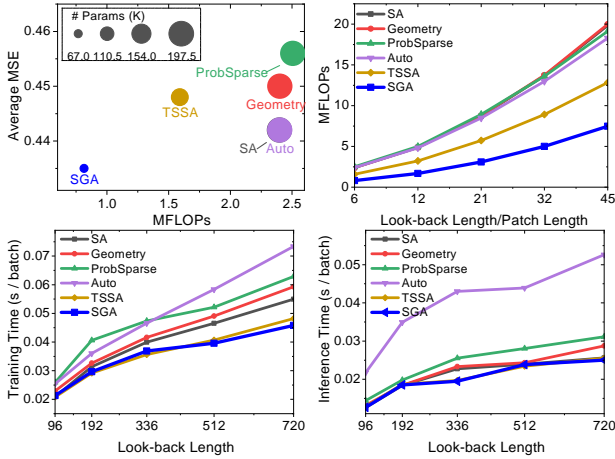 # Params (K)
67.0 110.5 154.0 197.5
ProbSparse
Geometry
TSSA
SA Auto
SGA
0.46
0.45
0.44
Average MSE
1.0 1.5 2.0 2.5
MFLOPs
SA
Geometry
ProbSparse
Auto
TSSA
SGA
20
15
10
5
0
MFLOPs
6 12 21 32 45
Look-back Length/Patch Length
SA
Geometry
ProbSparse
Auto
TSSA
SGA
0.07
0.06
0.05
0.04
0.03
0.02
Training Time (s / batch)
96 192 336 512 720
Look-back Length
SA
Geometry
ProbSparse
Auto
TSSA
SGA
0.05
0.04
0.03
0.02
Inference Time (s / batch)
96 192 336 512 720
Look-back Length